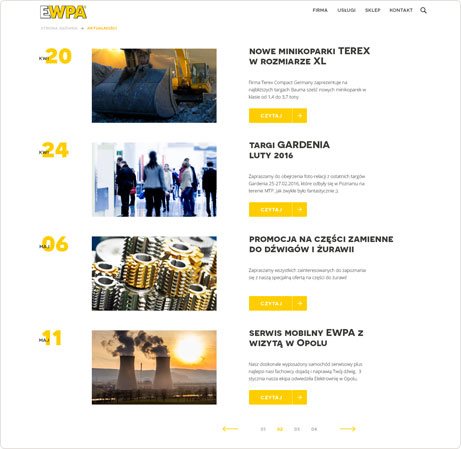 EWPA
FIRMA USŁUGI SKLEP KONTAKT
STRONA GŁÓWNA AKTUALNOŚCI
KWI 20
NOWE MINIKOPARKI TEREX
W ROZMIARZE XL
Firma Terex Compact Germany zaprezentuje na
najbliższych targach Bauma sześć nowych minikoparek w
klasie od 1,4 do 3,7 tony.
CZYTAJ
KWI 24
TARGI GARDENIA
LUTY 2016
Zapraszamy do obejrzenia foto-relacji z ostatnich targów
Gardenia 25-27.02.2016, które odbyły się w Poznaniu na
terenie MTP. Jak zwykle było fantastycznie:).
CZYTAJ
MAJ 06
PROMOCJA NA CZĘŚCI ZAMIENNE
DO DŹWIGÓW I ŻURAWII
Zapraszamy wszystkich zainteresowanych do zapoznania
się z naszą specjalną ofertą na części do żurawi!
CZYTAJ
MAJ 11
SERWIS MOBILNY EWPA Z
WIZYTĄ W OPOLU
Nasz doskonale wyposażony samochód serwisowy plus
najlepsi nasi fachowcy dojadą i naprawią Twój dźwig. 3
stycznia nasza ekipa odwiedziła Elektrownię w Opolu.
CZYTAJ
01 02 03 04